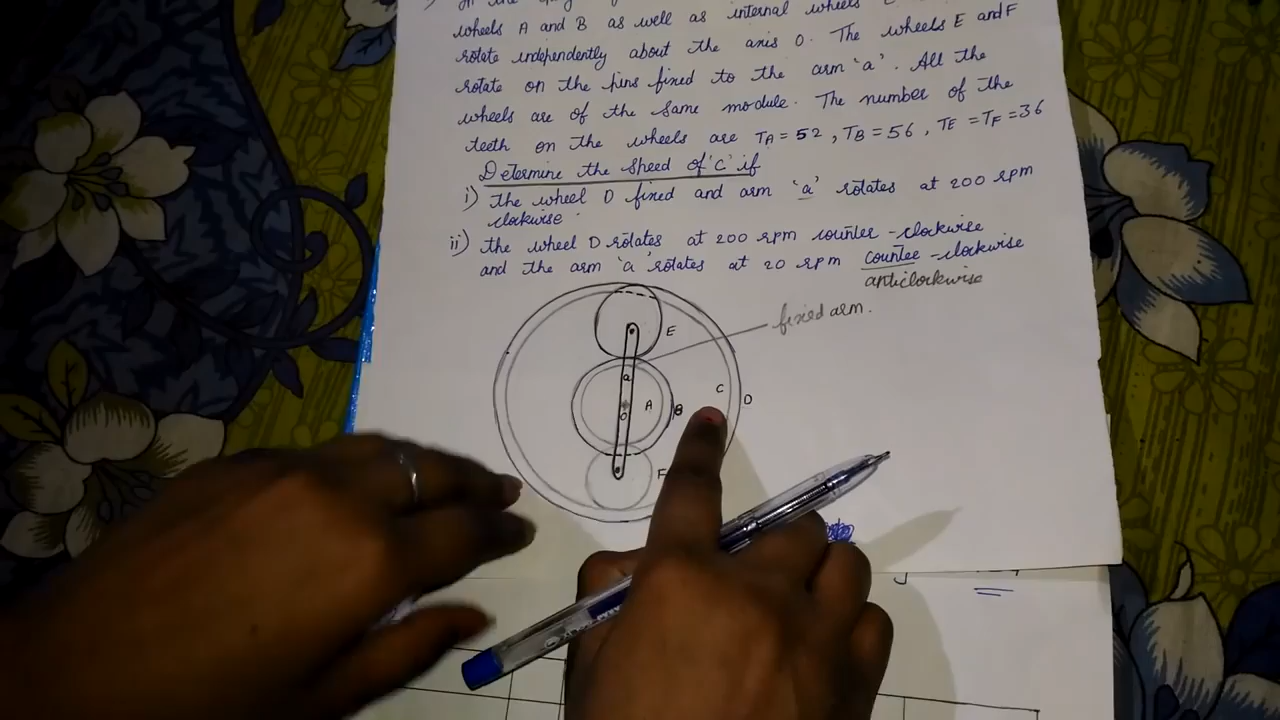 wheels A and B as well as internal wheels
rotate independently about the axis O. The wheels E and F
rotate on the pins fixed to the arm 'a'. All the
wheels are of the same module. The number of the
teeth on the wheels are TA = 52, TB = 56, TE = TF = 36
Determine the speed of 'C' if
i) the wheel D fixed and arm 'a' rotates at 200 rpm
clockwise.
ii) the wheel D rotates at 200 rpm counter-clockwise
and the arm 'a' rotates at 20 rpm counter-clockwise
anticlockwise
fixed arm.
E
a
C
A
B
D
O
F